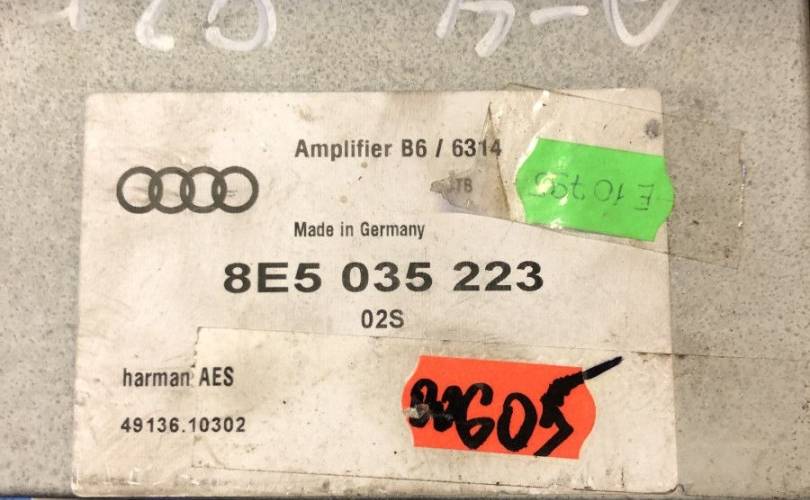 Amplifier B6 / 6314
Made in Germany
8E5 035 223
02S
harman AES
49136.10302